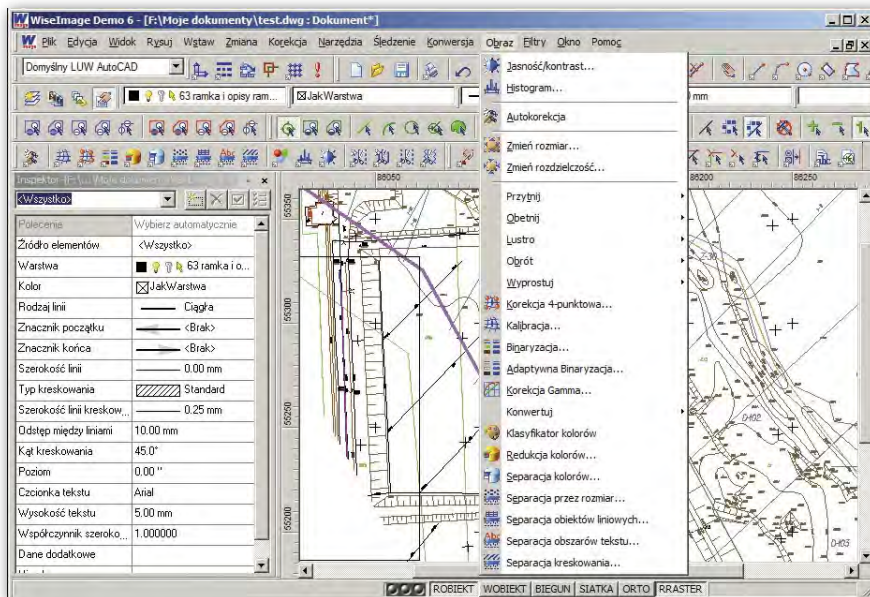 WiseImage Demo 6 - [F:\Moje dokumenty\test.dwg : Dokument*]
Plik Edycja Widok Rysuj Wstaw Zmiana Korekcja Narzędzia Śledzenie Konwersja Obraz Filtry Okno Pomoc
Domyślny LUW AutoCAD
63 ramka i opisy ram... JakWarstwa mm
Jasność/kontrast...
Histogram...
Autokorekcja
Zmień rozmiar...
Zmień rozdzielczość...
Przytnij
Obetnij
Lustro
Obrót
Wyprostuj
Korekcja 4-punktowa...
Kalibracja...
Binaryzacja...
Adaptywna Binaryzacja...
Korekcja Gamma...
Konwertuj
Klasyfikator kolorów
Redukcja kolorów...
Separacja kolorów...
Separacja przez rozmiar...
Separacja obiektów liniowych...
Separacja obszarów tekstu...
Separacja kreskowania...
<Wszystko>
Polecenia Wybierz automatycznie
Źródło elementów <Wszystko>
Warstwa 63 ramka i o...
Kolor JakWarstwa
Rodzaj linii Ciągła
Znacznik początku <Brak>
Znacznik końca <Brak>
Szerokość linii 0.00 mm
Typ kreskowania Standard
Szerokość linii kreskow... 0.25 mm
Odstęp między liniami 10.00 mm
Kąt kreskowania 45.0°
Poziom 0.00 "
Czcionka tekstu Arial
Wysokość tekstu 5.00 mm
Współczynnik szeroko... 1.000000
Dane dodatkowe
86050 86200 86250
55350
55300
55250
55200
D-102
D-103
ROBIEKT WOBIEKT BIEGUN SIATKA ORTO RRASTER